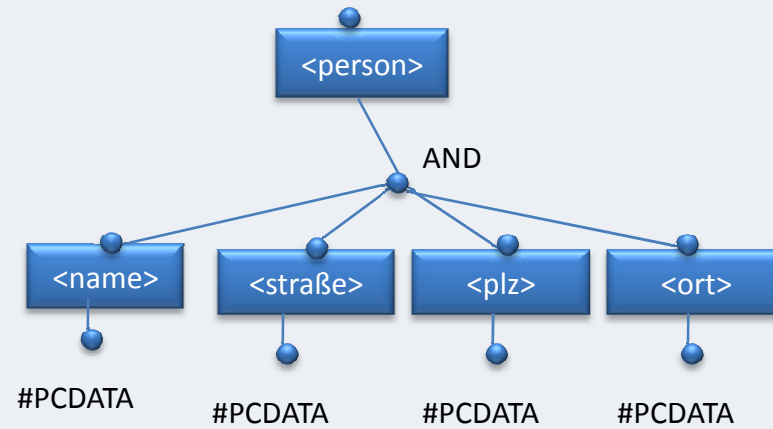 <person>
AND
<name>
<straße>
<plz>
<ort>
#PCDATA
#PCDATA
#PCDATA
#PCDATA